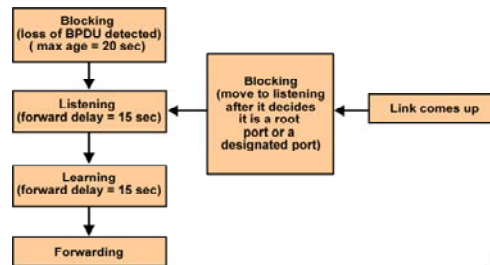 Blocking
(loss of BPDU detected)
( max age = 20 sec)
Listening
(forward delay = 15 sec)
Learning
(forward delay = 15 sec)
Forwarding
Blocking
(move to listening
after it decides
it is a root
port or a
designated port)
Link comes up